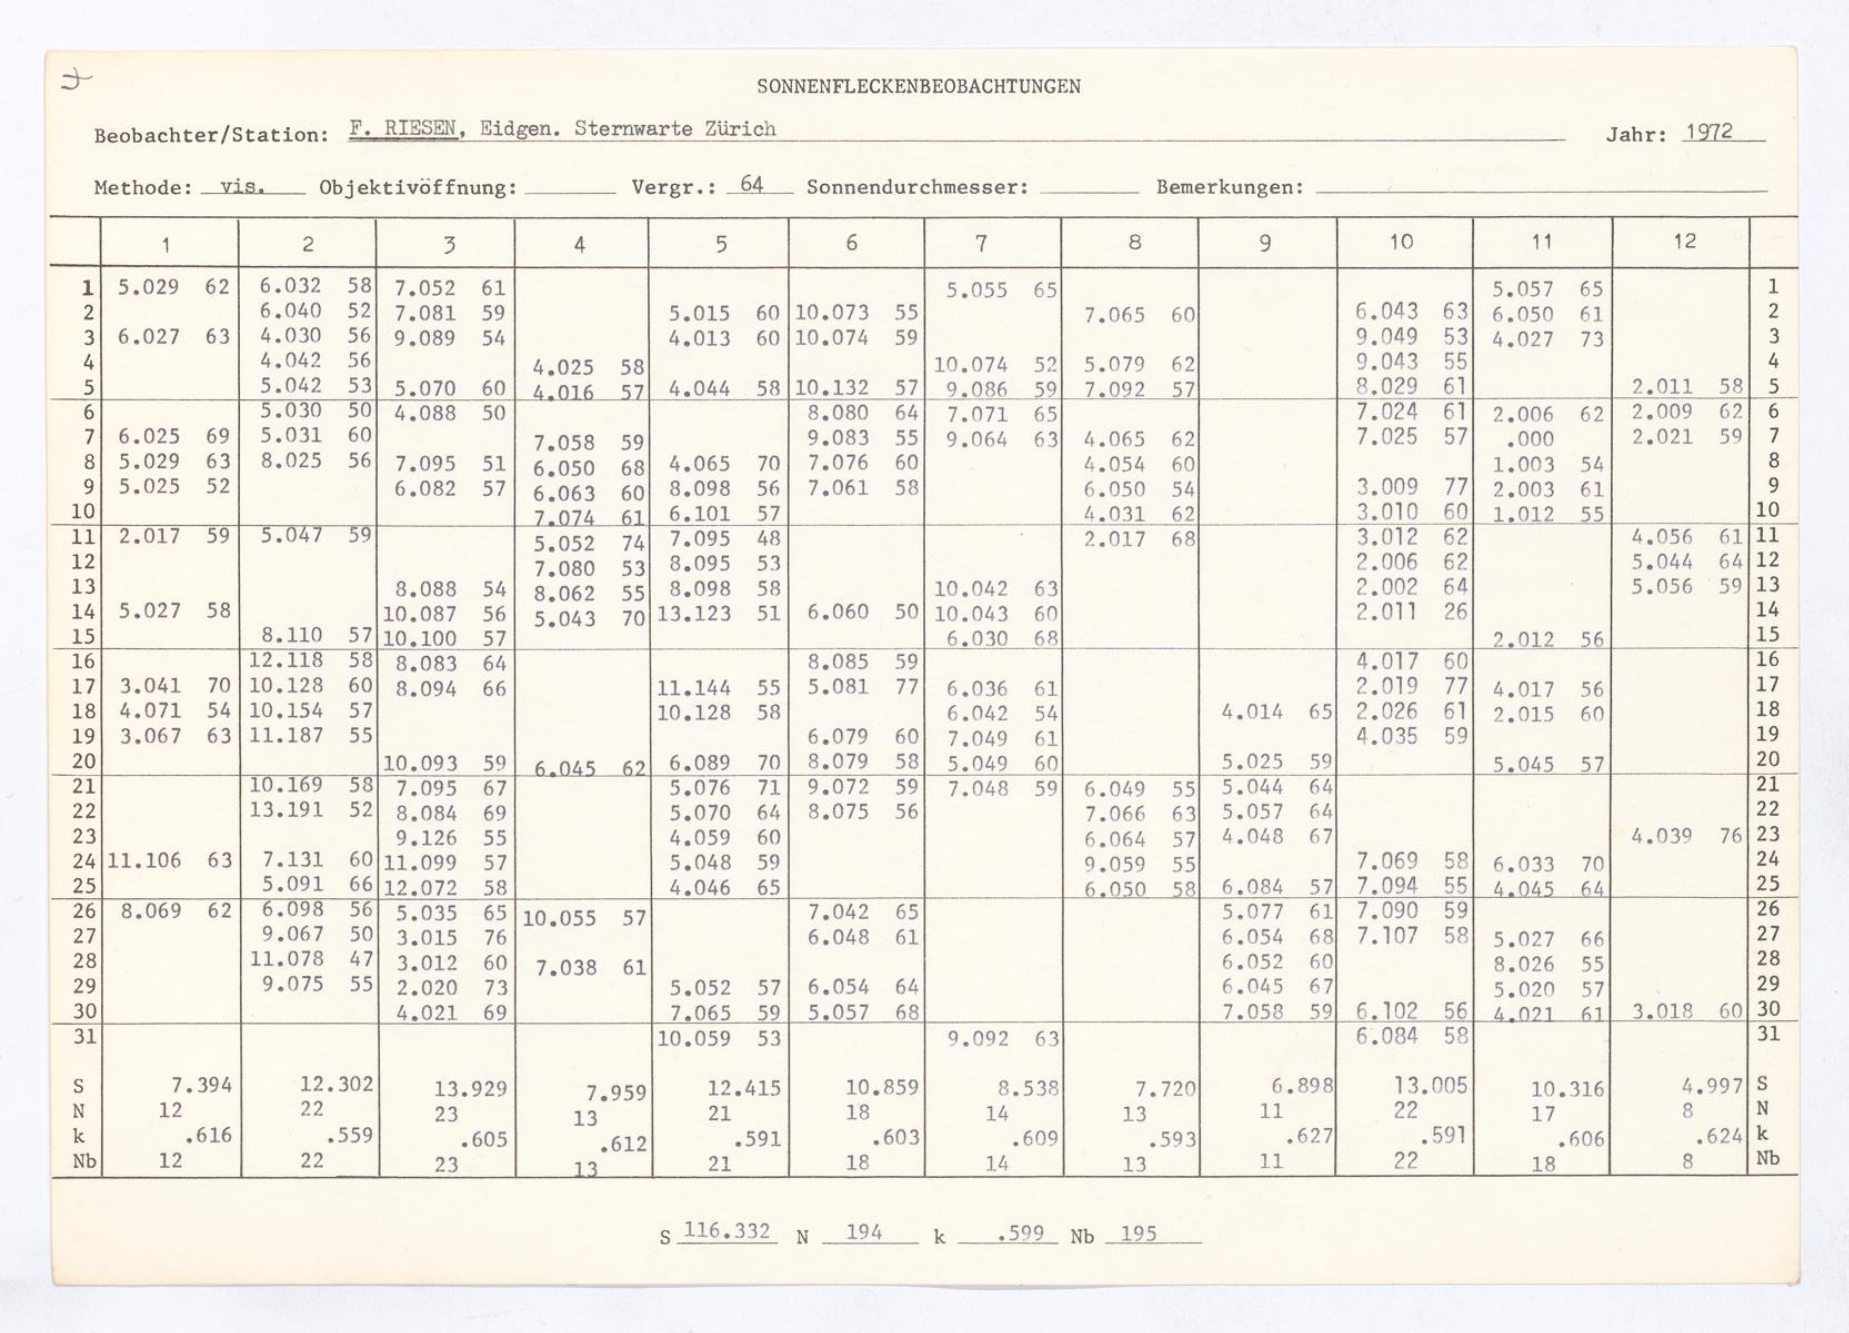 SONNENFLECKENBEOBACHTUNGEN
Beobachter/Station: F. RIESEN, Eidgen. Sternwarte Zürich Jahr: 1972
Methode: vis. Objektivöffnung: Vergr.: 64 Sonnendurchmesser: Bemerkungen:
1 2 3 4 5 6 7 8 9 10 11 12
1 5.029 62 6.032 58 7.052 61 5.055 65 5.057 65 1
2 6.040 52 7.081 59 5.015 60 10.073 55 7.065 60 6.043 63 6.050 61 2
3 6.027 63 4.030 56 9.089 54 4.013 60 10.074 59 9.049 53 4.027 73 3
4 4.042 56 4.025 58 10.074 52 5.079 62 9.043 55 4
5 5.042 53 5.070 60 4.016 57 4.044 58 10.132 57 9.086 59 7.092 57 8.029 61 2.011 58 5
6 5.030 50 4.088 50 8.080 64 7.071 65 7.024 61 2.006 62 2.009 62 6
7 6.025 69 5.031 60 7.058 59 9.083 55 9.064 63 4.065 62 7.025 57 .000 2.021 59 7
8 5.029 63 8.025 56 7.095 51 6.050 68 4.065 70 7.076 60 4.054 60 1.003 54 8
9 5.025 52 6.082 57 6.063 60 8.098 56 7.061 58 6.050 54 3.009 77 2.003 61 9
10 7.074 61 6.101 57 4.031 62 3.010 60 1.012 55 10
11 2.017 59 5.047 59 5.052 74 7.095 48 2.017 68 3.012 62 4.056 61 11
12 7.080 53 8.095 53 2.006 62 5.044 64 12
13 8.088 54 8.062 55 8.098 58 10.042 63 2.002 64 5.056 59 13
14 5.027 58 10.087 56 5.043 70 13.123 51 6.060 50 10.043 60 2.011 26 14
15 8.110 57 10.100 57 6.030 68 2.012 56 15
16 12.118 58 8.083 64 8.085 59 4.017 60 16
17 3.041 70 10.128 60 8.094 66 11.144 55 5.081 77 6.036 61 2.019 77 4.017 56 17
18 4.071 54 10.154 57 10.128 58 6.042 54 4.014 65 2.026 61 2.015 60 18
19 3.067 63 11.187 55 6.079 60 7.049 61 4.035 59 19
20 10.093 59 6.045 62 6.089 70 8.079 58 5.049 60 5.025 59 5.045 57 20
21 10.169 58 7.095 67 5.076 71 9.072 59 7.048 59 6.049 55 5.044 64 21
22 13.191 52 8.084 69 5.070 64 8.075 56 7.066 63 5.057 64 22
23 9.126 55 4.059 60 6.064 57 4.048 67 4.039 76 23
24 11.106 63 7.131 60 11.099 57 5.048 59 9.059 55 7.069 58 6.033 70 24
25 5.091 66 12.072 58 4.046 65 6.050 58 6.084 57 7.094 55 4.045 64 25
26 8.069 62 6.098 56 5.035 65 10.055 57 7.042 65 5.077 61 7.090 59 26
27 9.067 50 3.015 76 6.048 61 6.054 68 7.107 58 5.027 66 27
28 11.078 47 3.012 60 7.038 61 6.052 60 8.026 55 28
29 9.075 55 2.020 73 5.052 57 6.054 64 6.045 67 5.020 57 29
30 4.021 69 7.065 59 5.057 68 7.058 59 6.102 56 4.021 61 3.018 60 30
31 10.059 53 9.092 63 6.084 58 31
S 7.394 12.302 13.929 7.959 12.415 10.859 8.538 7.720 6.898 13.005 10.316 4.997 S
N 12 22 23 13 21 18 14 13 11 22 17 8 N
k .616 .559 .605 .612 .591 .603 .609 .593 .627 .591 .606 .624 k
Nb 12 22 23 13 21 18 14 13 11 22 18 8 Nb
S 116.332 N 194 k .599 Nb 195